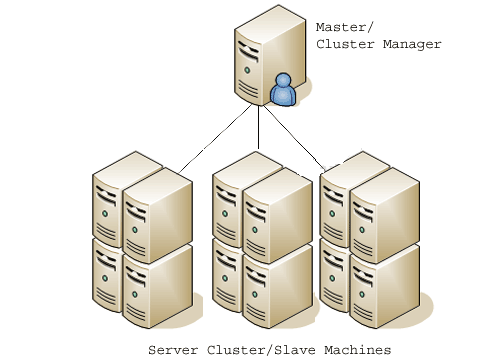 Master/
Cluster Manager
Server Cluster/Slave Machines